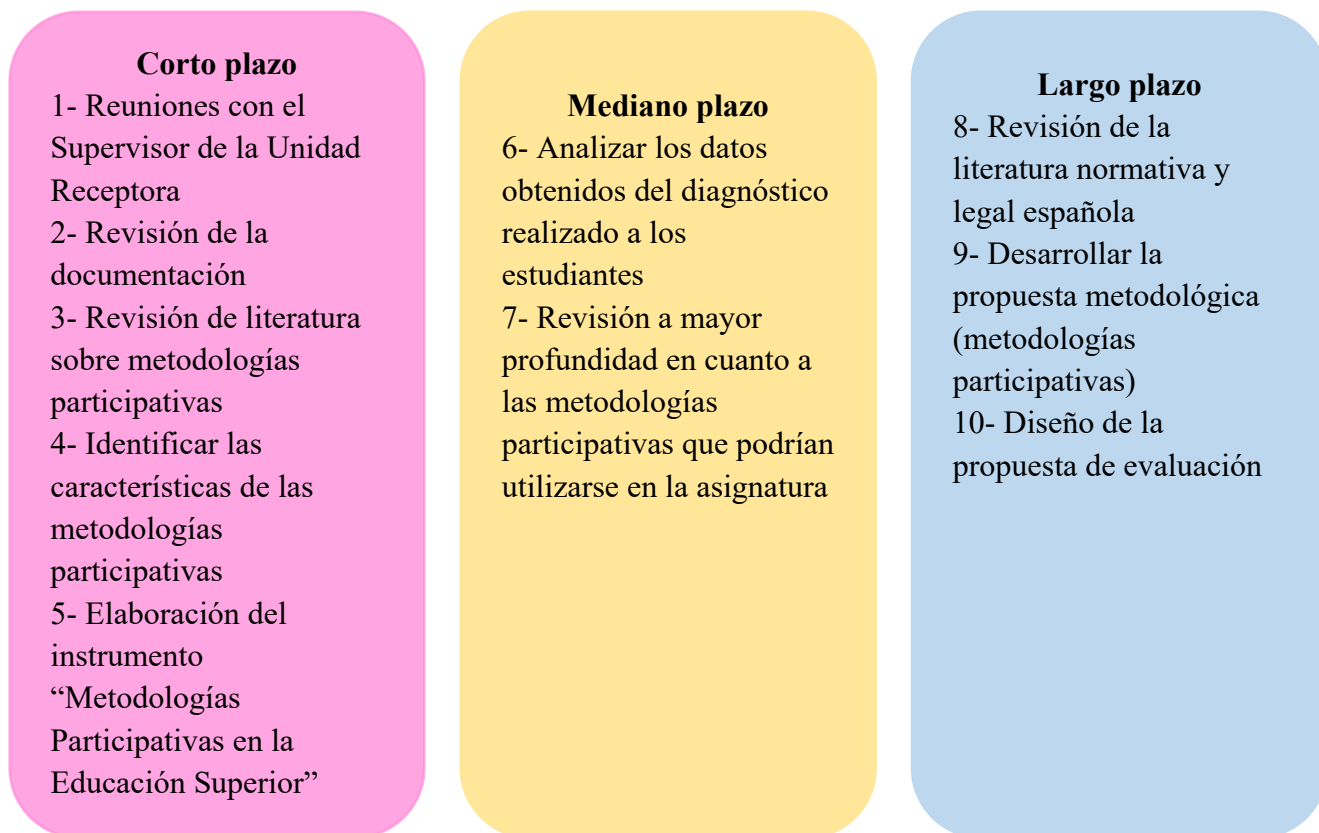 Corto plazo
1- Reuniones con el
Supervisor de la Unidad
Receptora
2- Revisión de la
documentación
3- Revisión de literatura
sobre metodologías
participativas
4- Identificar las
características de las
metodologías
participativas
5- Elaboración del
instrumento
“Metodologías
Participativas en la
Educación Superior”
Mediano plazo
6- Analizar los datos
obtenidos del diagnóstico
realizado a los
estudiantes
7- Revisión a mayor
profundidad en cuanto a
las metodologías
participativas que podrían
utilizarse en la asignatura
Largo plazo
8- Revisión de la
literatura normativa y
legal española
9- Desarrollar la
propuesta metodológica
(metodologías
participativas)
10- Diseño de la
propuesta de evaluación